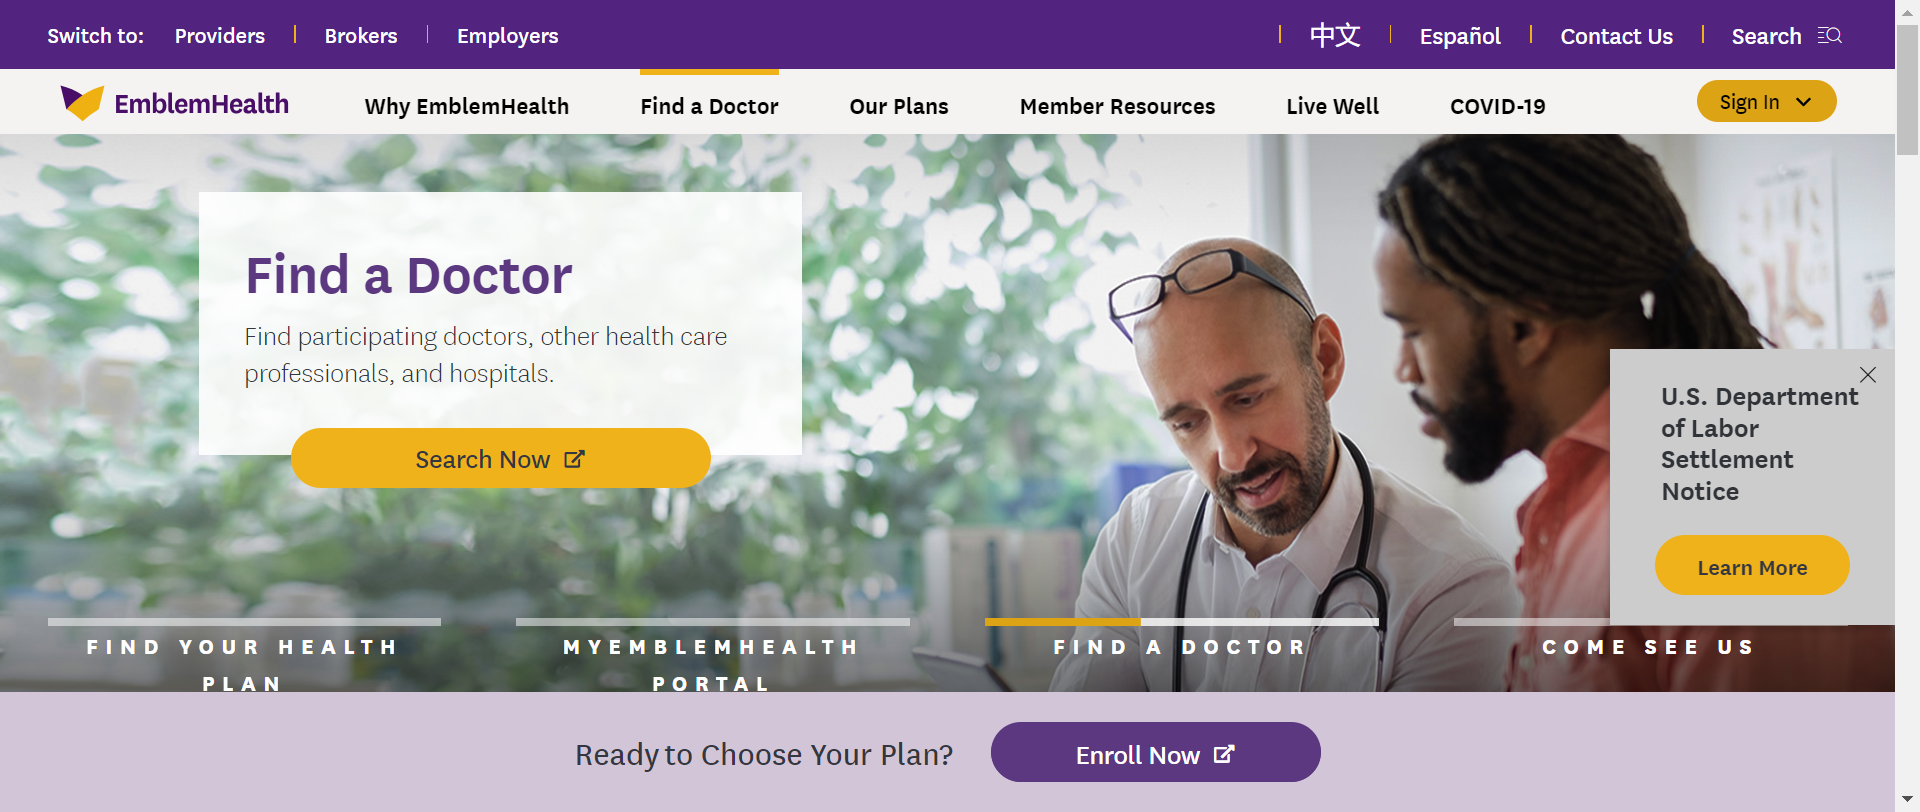 Switch to: Providers Brokers Employers 中文 Español Contact Us Search
EmblemHealth Why EmblemHealth Find a Doctor Our Plans Member Resources Live Well COVID-19 Sign In
Find a Doctor
Find participating doctors, other health care
professionals, and hospitals.
Search Now
U.S. Department
of Labor
Settlement
Notice
Learn More
FIND YOUR HEALTH
PLAN
MYEMBLEMHEALTH
PORTAL
FIND A DOCTOR
COME SEE US
Ready to Choose Your Plan? Enroll Now